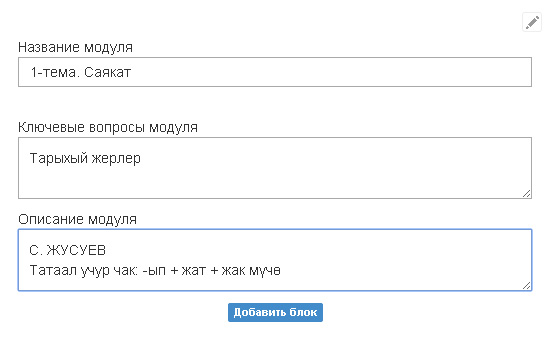 Название модуля
1-тема. Саякат
Ключевые вопросы модуля
Тарыхый жерлер
Описание модуля
С. ЖУСУЕВ
Татаал учур чак: -ып + жат + жак мүчө
Добавить блок